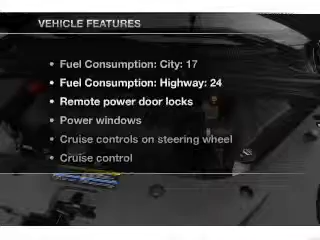 VEHICLE FEATURES
• Fuel Consumption: City: 17
• Fuel Consumption: Highway: 24
• Remote power door locks
• Power windows
• Cruise controls on steering wheel
• Cruise control